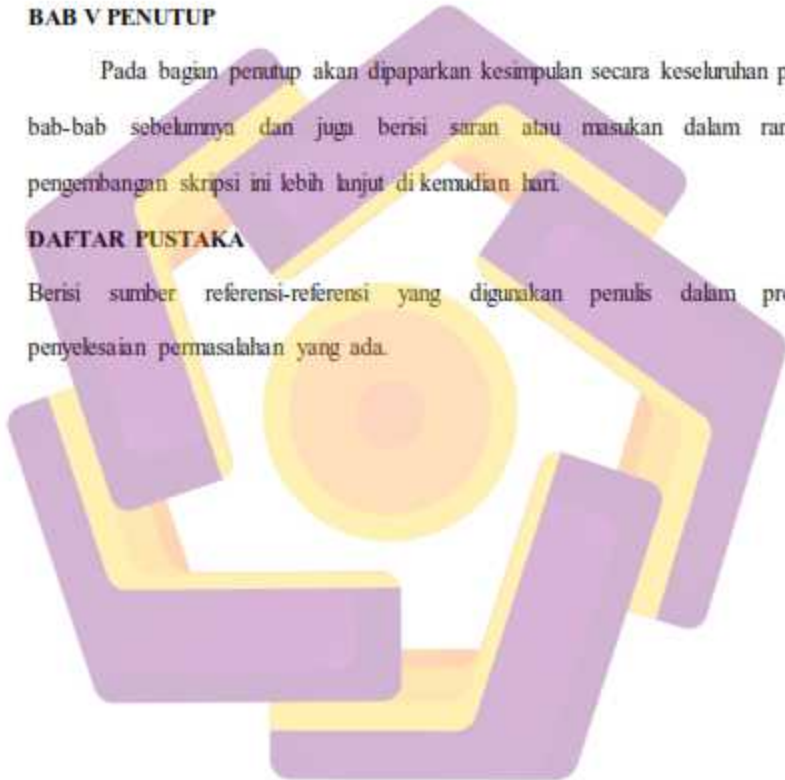 BAB V PENUTUP
Pada bagian penutup akan dipaparkan kesimpulan secara keseluruhan
bab-bab sebelumnya dan juga berisi saran atau masukan dalam
pengembangan skripsi ini lebih lanjut di kemudian hari.
DAFTAR PUSTAKA
Berisi sumber referensi-referensi yang digunakan penulis dalam
penyelesaian permasalahan yang ada.